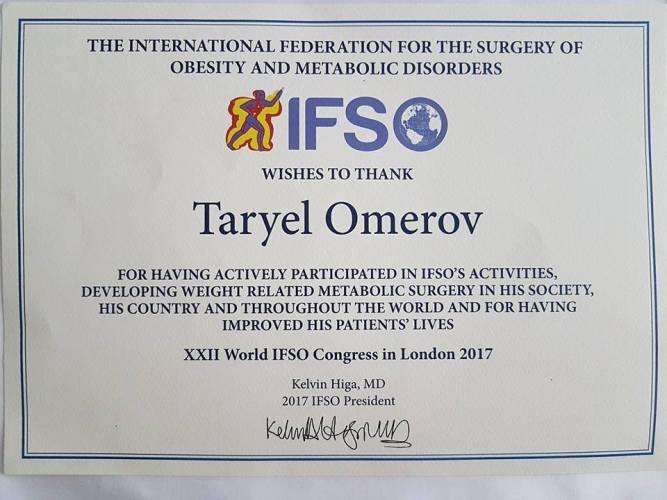 THE INTERNATIONAL FEDERATION FOR THE SURGERY OF
OBESITY AND METABOLIC DISORDERS
IFSO
WISHES TO THANK
Taryel Omerov
FOR HAVING ACTIVELY PARTICIPATED IN IFSO'S ACTIVITIES,
DEVELOPING WEIGHT RELATED METABOLIC SURGERY IN HIS SOCIETY,
HIS COUNTRY AND THROUGHOUT THE WORLD AND FOR HAVING
IMPROVED HIS PATIENTS' LIVES
XXII World IFSO Congress in London 2017
Kelvin Higa, MD
2017 IFSO President